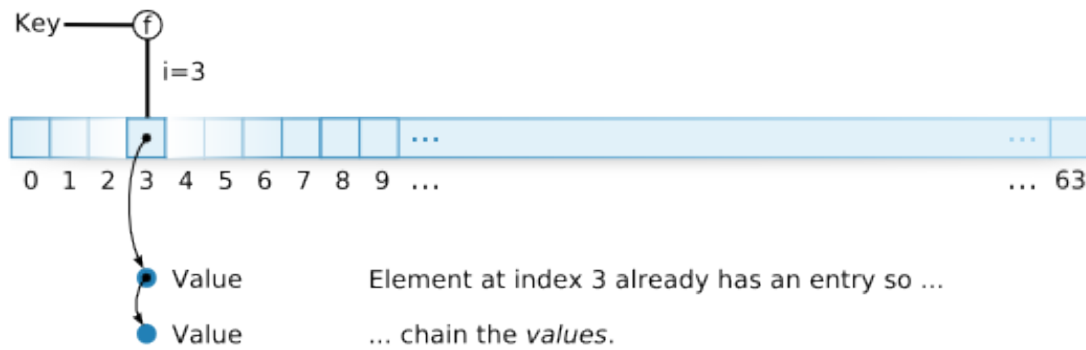 Key f
i=3
... ...
0 1 2 3 4 5 6 7 8 9 ... ... 63
Value Element at index 3 already has an entry so ...
Value ... chain the values.